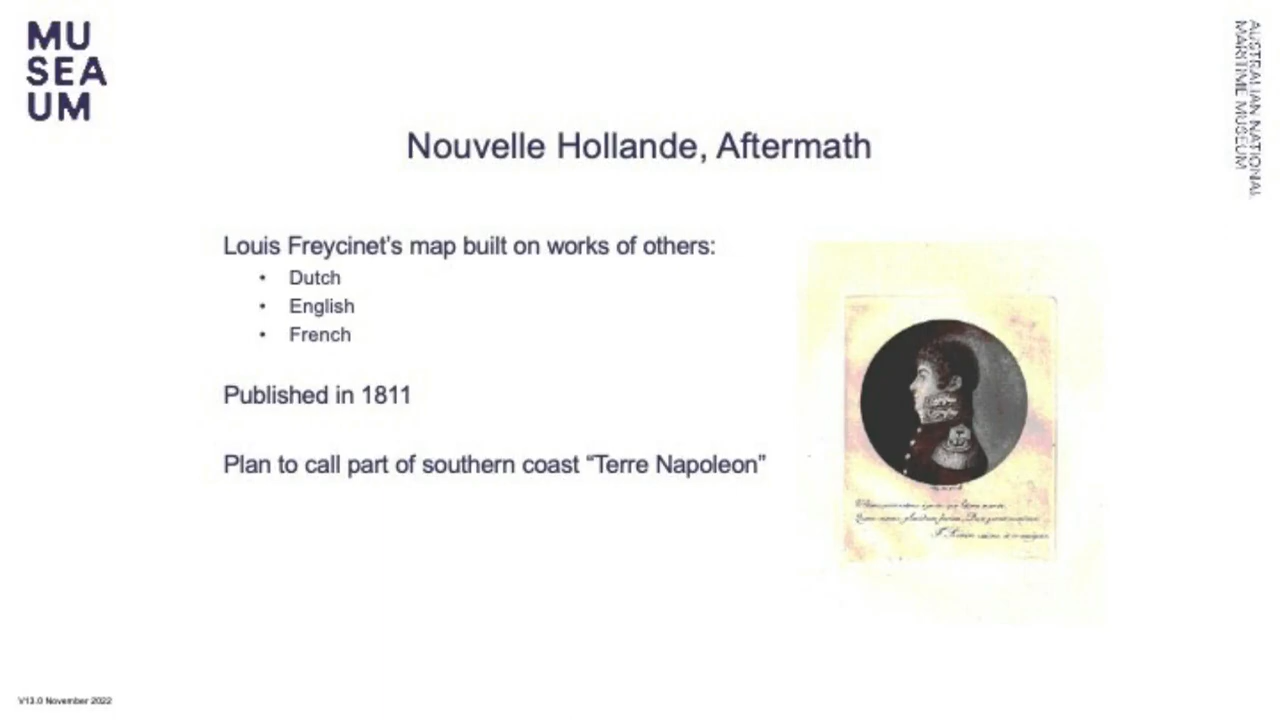 MU
SEA
UM
AUSTRALIAN NATIONAL
MARITIME MUSEUM
Nouvelle Hollande, Aftermath
Louis Freycinet’s map built on works of others:
• Dutch
• English
• French
Published in 1811
Plan to call part of southern coast “Terre Napoleon”
V13.0 November 2022